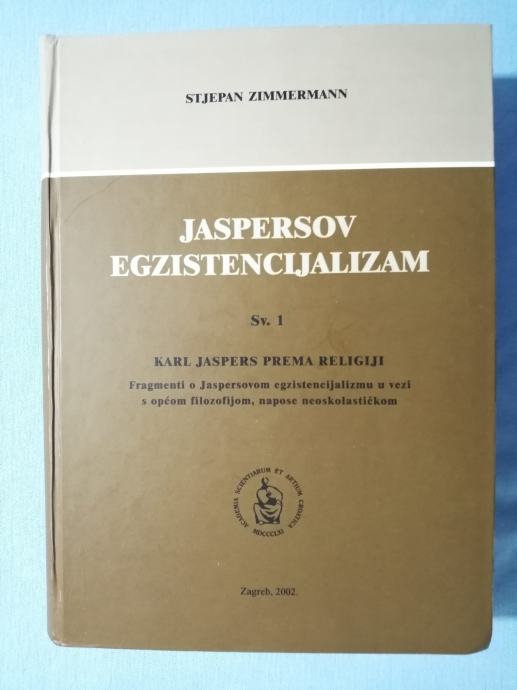 STJEPAN ZIMMERMANN
JASPERSOV
EGZISTENCIJALIZAM
Sv. 1
KARL JASPERS PREMA RELIGIJI
Fragmenti o Jaspersovom egzistencijalizmu u vezi
s općom filozofijom, napose neoskolastičkom
ACADEMIA SCIENTIARUM ET ARTIUM CROATICA
MDCCCLXI
Zagreb, 2002.